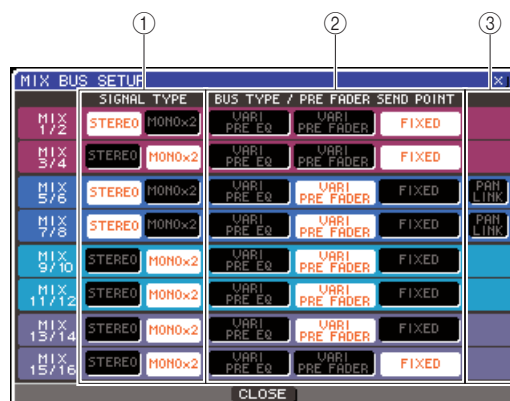 ① ② ③
MIX BUS SETUP ×
SIGNAL TYPE BUS TYPE / PRE FADER SEND POINT
MIX 1/2 STEREO MONO×2 VARI PRE EQ VARI PRE FADER FIXED
MIX 3/4 STEREO MONO×2 VARI PRE EQ VARI PRE FADER FIXED
MIX 5/6 STEREO MONO×2 VARI PRE EQ VARI PRE FADER FIXED PAN LINK
MIX 7/8 STEREO MONO×2 VARI PRE EQ VARI PRE FADER FIXED PAN LINK
MIX 9/10 STEREO MONO×2 VARI PRE EQ VARI PRE FADER FIXED
MIX 11/12 STEREO MONO×2 VARI PRE EQ VARI PRE FADER FIXED
MIX 13/14 STEREO MONO×2 VARI PRE EQ VARI PRE FADER FIXED
MIX 15/16 STEREO MONO×2 VARI PRE EQ VARI PRE FADER FIXED
CLOSE